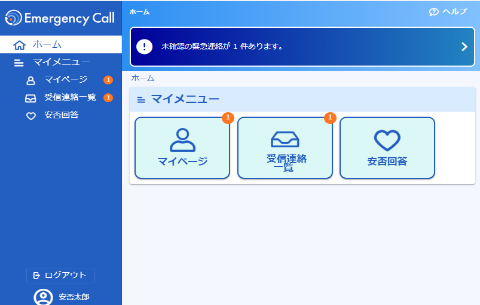 Emergency Call
ホーム
ヘルプ
! 未確認の緊急連絡が 1 件あります。
ホーム
マイメニュー
マイページ 1
受信連絡一覧 1
安否回答
ログアウト
安否太郎
ホーム
マイメニュー
1
マイページ
1
受信連絡
一覧
安否回答